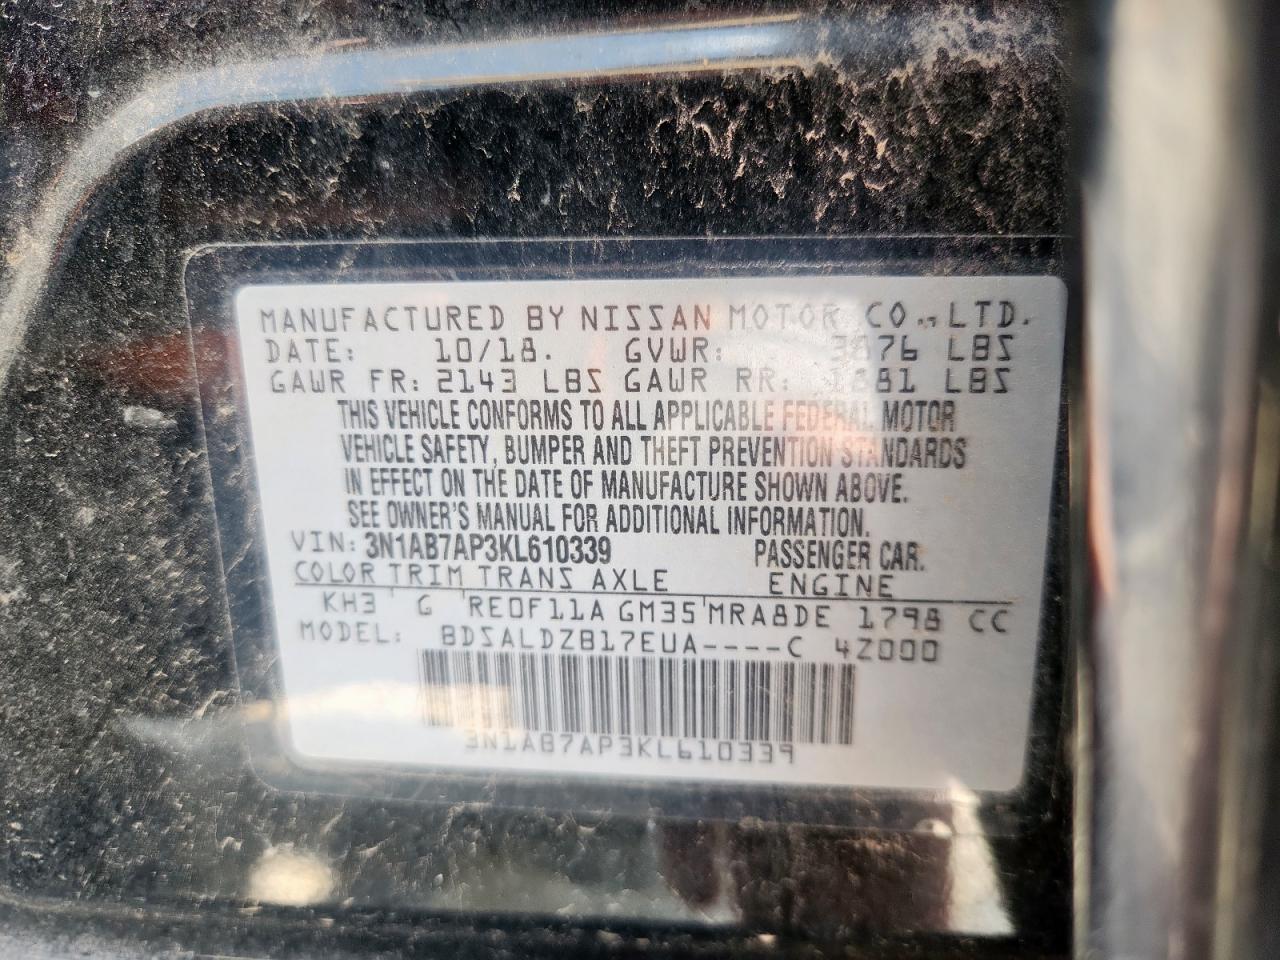 MANUFACTURED BY NISSAN MOTOR CO., LTD.
DATE: 10/18. GVWR: 3876 LBS
GAWR FR: 2143 LBS GAWR RR: 1881 LBS
THIS VEHICLE CONFORMS TO ALL APPLICABLE FEDERAL MOTOR
VEHICLE SAFETY, BUMPER AND THEFT PREVENTION STANDARDS
IN EFFECT ON THE DATE OF MANUFACTURE SHOWN ABOVE.
SEE OWNER'S MANUAL FOR ADDITIONAL INFORMATION.
VIN: 3N1AB7AP3KL610339 PASSENGER CAR.
COLOR TRIM TRANS AXLE ENGINE
KH3 ' G 'RE0F11A GM35'MRA8DE 1798 CC
MODEL: BDSALDZB17EUA----C 4Z000
3N1AB7AP3KL610339